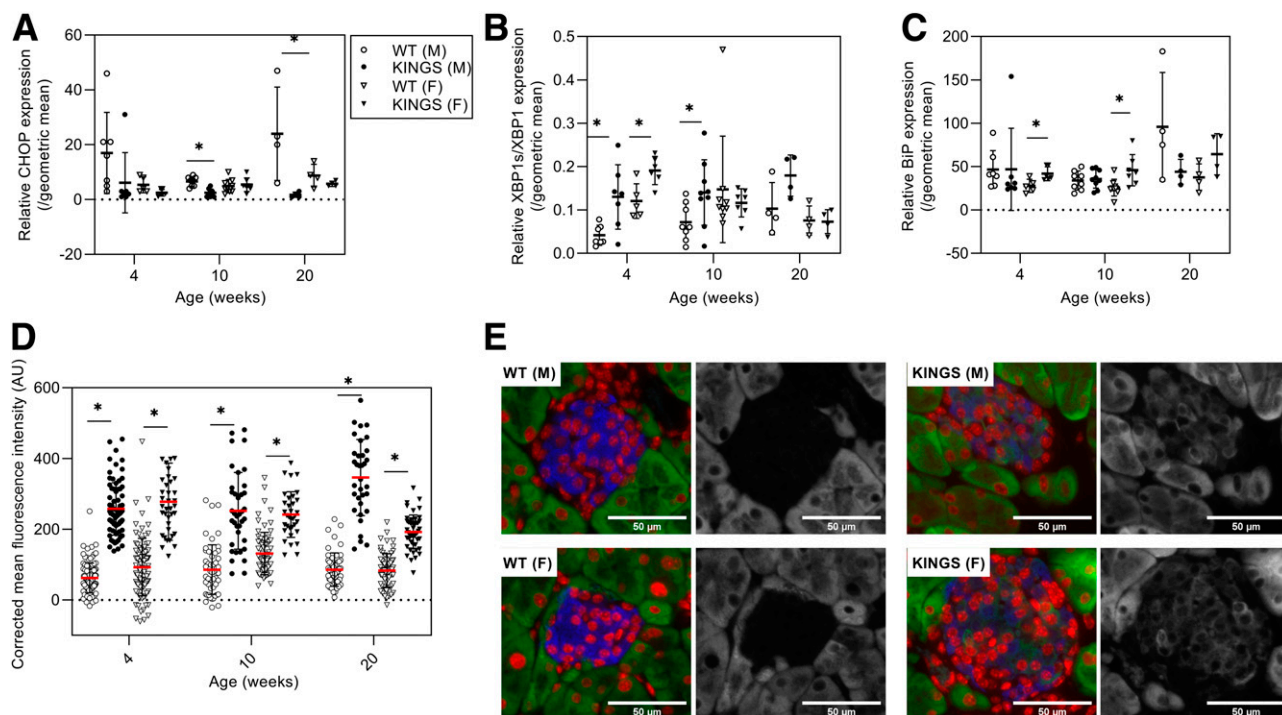 A
Relative CHOP expression
(/geometric mean)
60
40
20
0
-20
*
*
4
10
20
Age (weeks)
WT (M)
KINGS (M)
WT (F)
KINGS (F)
B
Relative XBP1s/XBP1 expression
(/geometric mean)
0.5
0.4
0.3
0.2
0.1
0.0
*
*
*
4
10
20
Age (weeks)
C
Relative BiP expression
(/geometric mean)
200
150
100
50
0
-50
*
*
4
10
20
Age (weeks)
D
Corrected mean fluorescence intensity (AU)
600
400
200
0
*
*
*
*
*
*
4
10
20
Age (weeks)
E
WT (M)
50 µm
50 µm
KINGS (M)
50 µm
50 µm
WT (F)
50 µm
50 µm
KINGS (F)
50 µm
50 µm